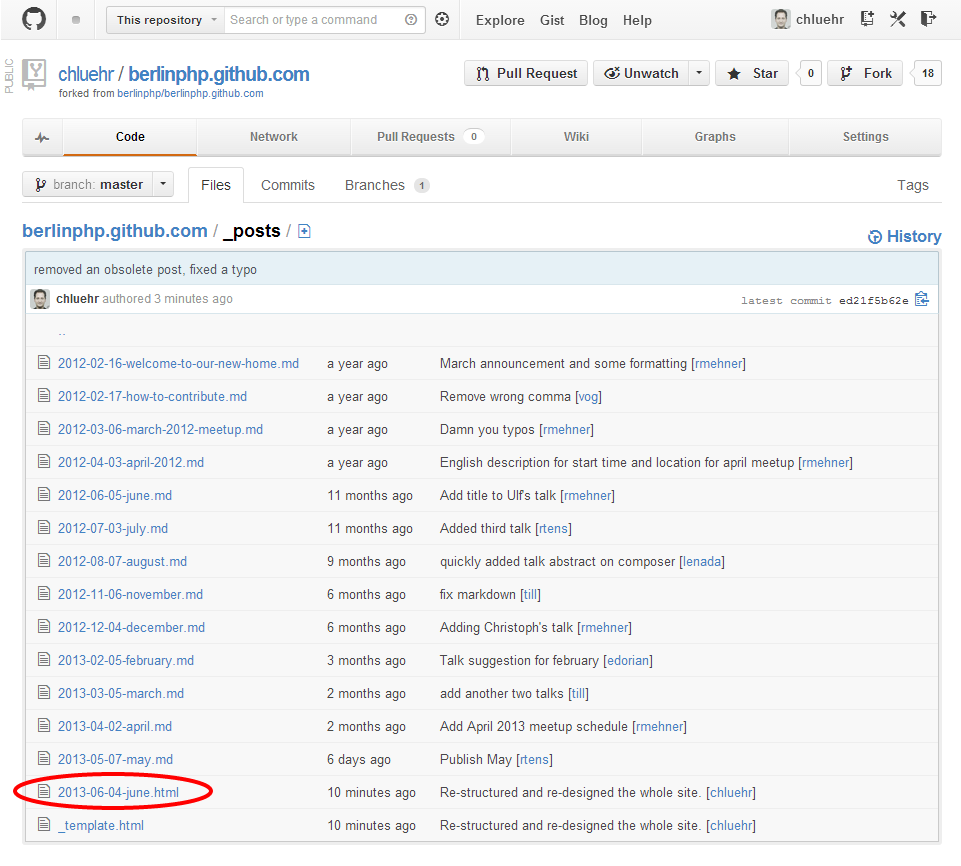 This repository Search or type a command Explore Gist Blog Help chluehr
PUBLIC
chluehr / berlinphp.github.com
forked from berlinphp/berlinphp.github.com
Pull Request Unwatch Star 0 Fork 18
Code Network Pull Requests 0 Wiki Graphs Settings
branch: master Files Commits Branches 1 Tags
berlinphp.github.com / _posts /
History
removed an obsolete post, fixed a typo
chluehr authored 3 minutes ago latest commit ed21f5b62e
..
2012-02-16-welcome-to-our-new-home.md a year ago March announcement and some formatting [rmehner]
2012-02-17-how-to-contribute.md a year ago Remove wrong comma [vog]
2012-03-06-march-2012-meetup.md a year ago Damn you typos [rmehner]
2012-04-03-april-2012.md a year ago English description for start time and location for april meetup [rmehner]
2012-06-05-june.md 11 months ago Add title to Ulf's talk [rmehner]
2012-07-03-july.md 11 months ago Added third talk [rtens]
2012-08-07-august.md 9 months ago quickly added talk abstract on composer [lenada]
2012-11-06-november.md 6 months ago fix markdown [till]
2012-12-04-december.md 6 months ago Adding Christoph's talk [rmehner]
2013-02-05-february.md 3 months ago Talk suggestion for february [edorian]
2013-03-05-march.md 2 months ago add another two talks [till]
2013-04-02-april.md 2 months ago Add April 2013 meetup schedule [rmehner]
2013-05-07-may.md 6 days ago Publish May [rtens]
2013-06-04-june.html 10 minutes ago Re-structured and re-designed the whole site. [chluehr]
_template.html 10 minutes ago Re-structured and re-designed the whole site. [chluehr]